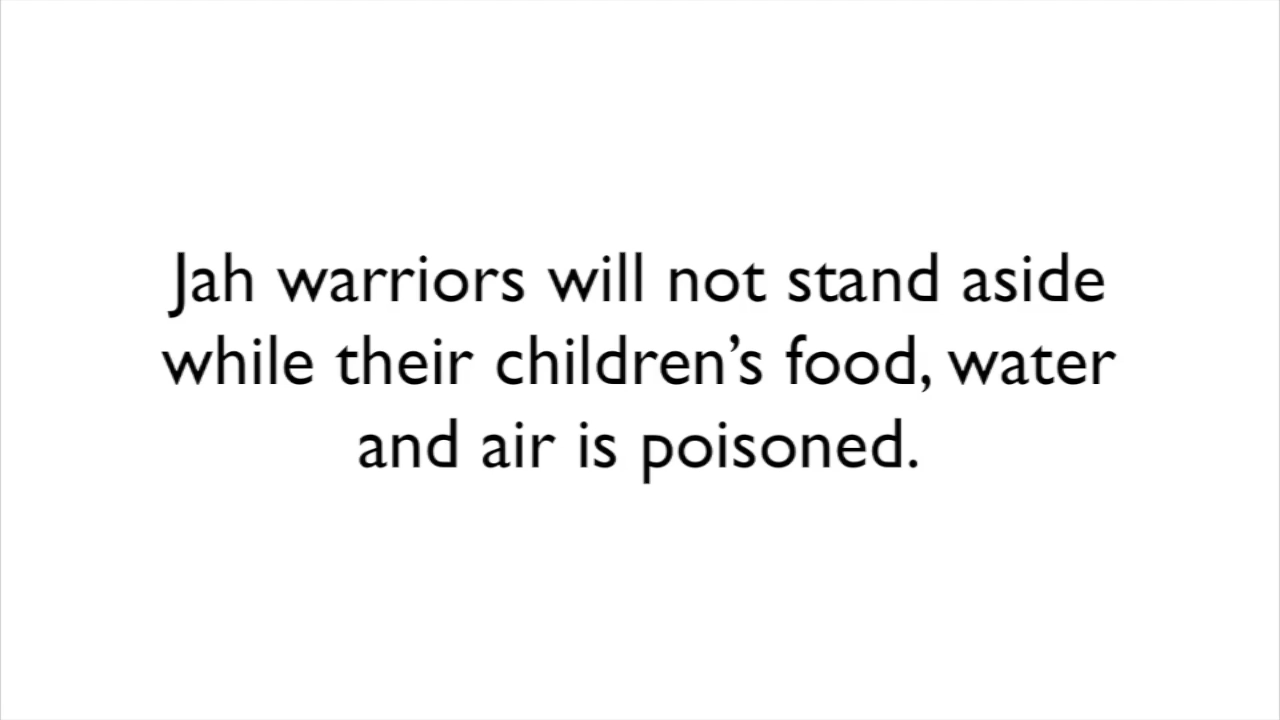 Jah warriors will not stand aside
while their children’s food, water
and air is poisoned.